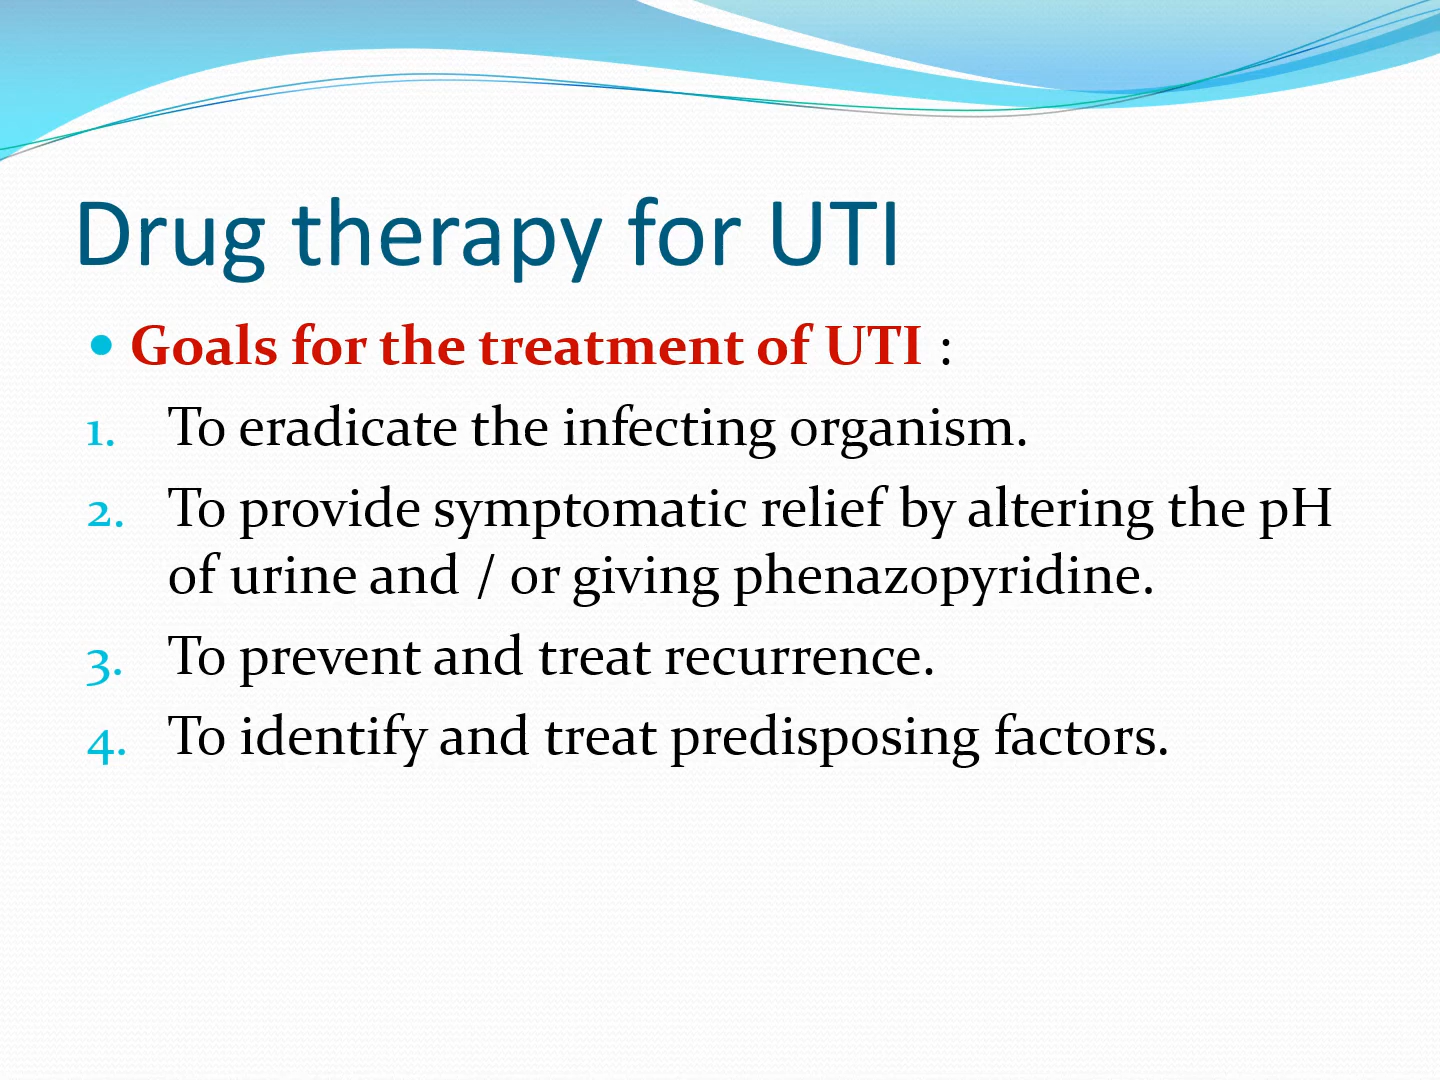 Drug therapy for UTI
• Goals for the treatment of UTI :
1. To eradicate the infecting organism.
2. To provide symptomatic relief by altering the pH
of urine and / or giving phenazopyridine.
3. To prevent and treat recurrence.
4. To identify and treat predisposing factors.